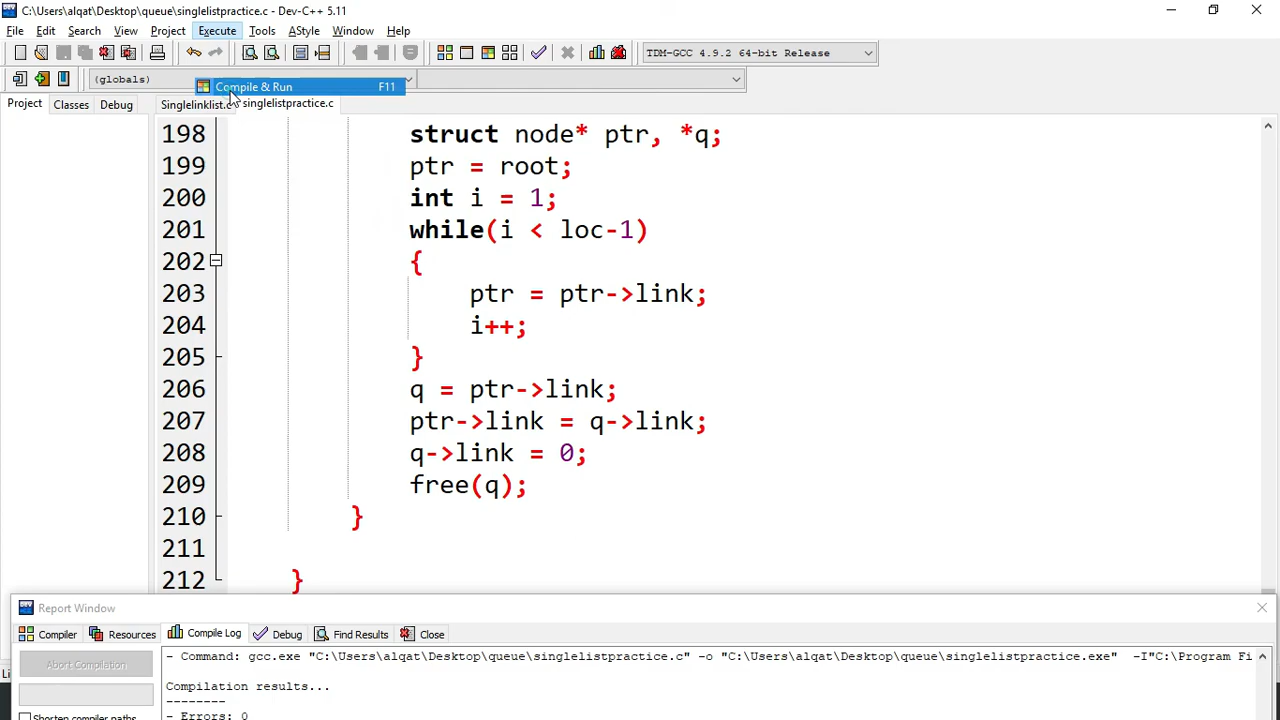 C:\Users\alqat\Desktop\queue\singlelistpractice.c - Dev-C++ 5.11
File Edit Search View Project Execute Tools AStyle Window Help
TDM-GCC 4.9.2 64-bit Release
(globals)
Compile & Run F11
Project Classes Debug Singlelinklist.c singlelistpractice.c
198 struct node* ptr, *q;
199 ptr = root;
200 int i = 1;
201 while(i < loc-1)
202 {
203 ptr = ptr->link;
204 i++;
205 }
206 q = ptr->link;
207 ptr->link = q->link;
208 q->link = 0;
209 free(q);
210 }
211
212 }
DEV Report Window
Compiler Resources Compile Log Debug Find Results Close
Abort Compilation
- Command: gcc.exe "C:\Users\alqat\Desktop\queue\singlelistpractice.c" -o "C:\Users\alqat\Desktop\queue\singlelistpractice.exe" -I"C:\Program Fi
Compilation results...
--------
- Errors: 0
Shorten compiler paths